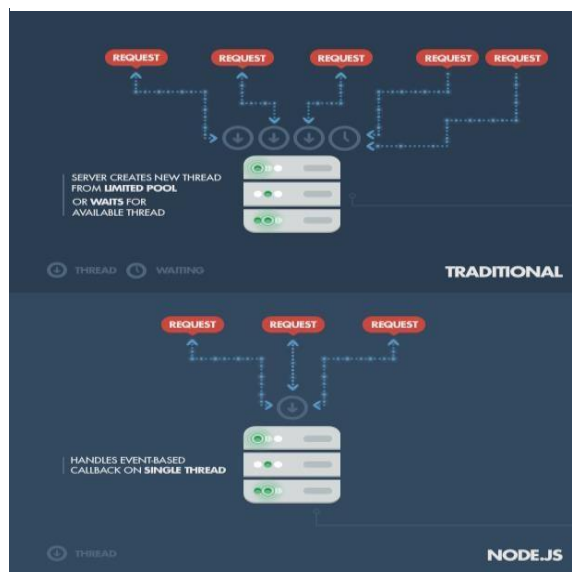 REQUEST REQUEST REQUEST REQUEST REQUEST
SERVER CREATES NEW THREAD
FROM LIMITED POOL
OR WAITS FOR
AVAILABLE THREAD
THREAD WAITING
TRADITIONAL
REQUEST REQUEST REQUEST
HANDLES EVENT-BASED
CALLBACK ON SINGLE THREAD
THREAD
NODE.JS